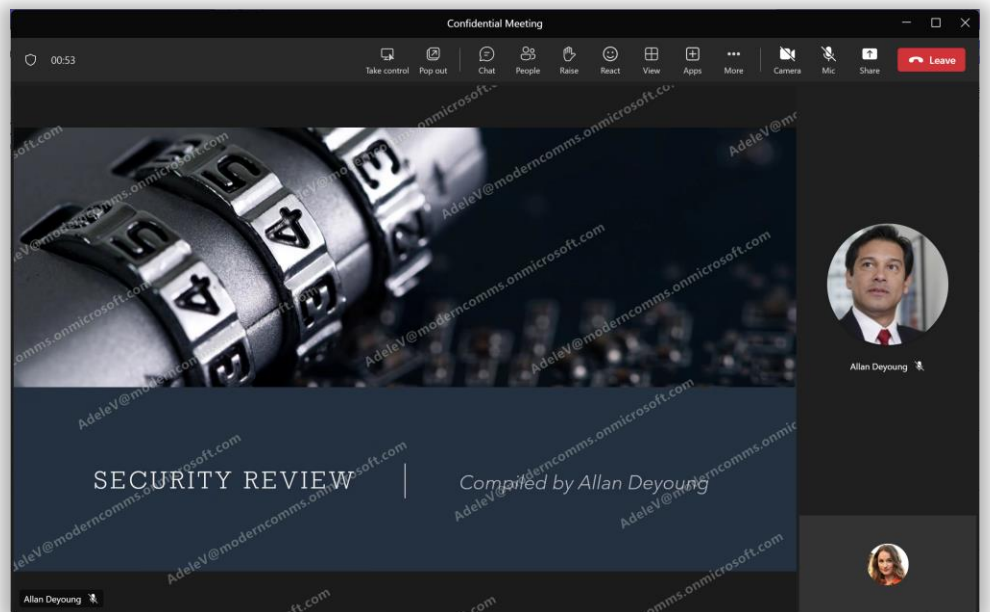 Confidential Meeting
00:53
Take control Pop out Chat People Raise React View Apps More Camera Mic Share Leave
AdeleV@moderncomms.onmicrosoft.com
SECURITY REVIEW
Compiled by Allan Deyoung
Allan Deyoung
Allan Deyoung